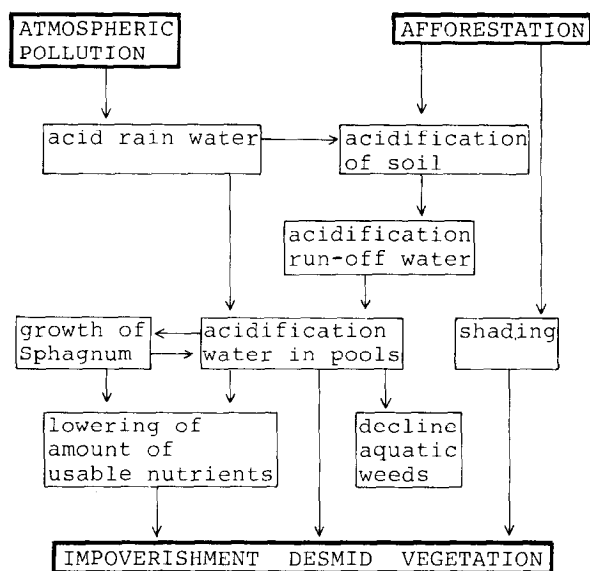 ATMOSPHERIC
POLLUTION
AFFORESTATION
acid rain water
acidification
of soil
acidification
run-off water
growth of
Sphagnum
acidification
water in pools
shading
lowering of
amount of
usable nutrients
decline
aquatic
weeds
IMPOVERISHMENT DESMID VEGETATION